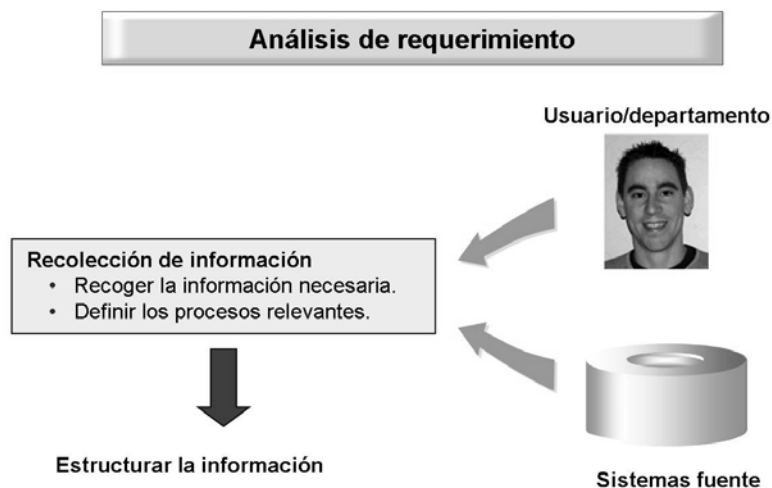 Análisis de requerimiento
Usuario/departamento
Recolección de información
• Recoger la información necesaria.
• Definir los procesos relevantes.
Estructurar la información
Sistemas fuente